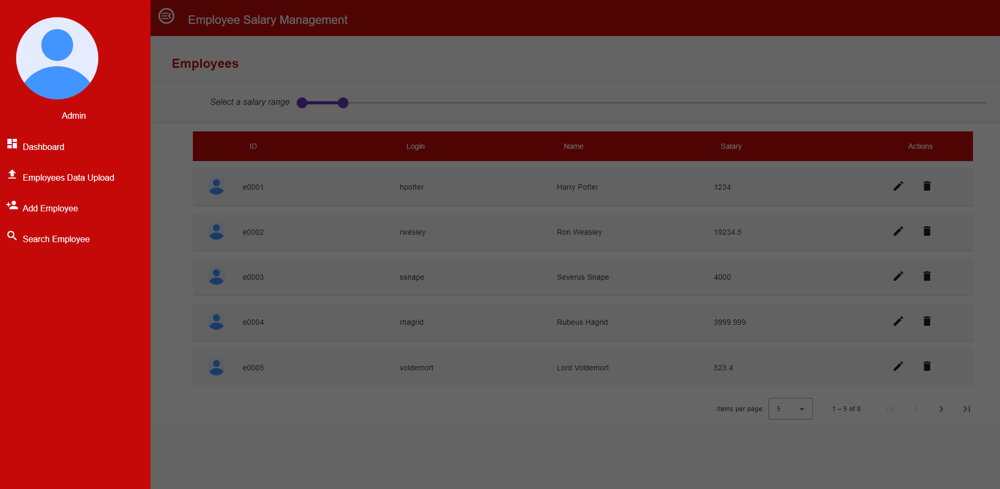 Employee Salary Management
Admin
Dashboard
Employees Data Upload
Add Employee
Search Employee
Employees
Select a salary range
ID Login Name Salary Actions
e0001 hpotter Harry Potter 1234
e0002 rwesley Ron Weasley 19234.5
e0003 ssnape Severus Snape 4000
e0004 rhagrid Rubeus Hagrid 3999.999
e0005 voldemort Lord Voldemort 523.4
Items per page: 5 1 – 5 of 8